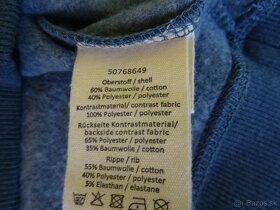 50768649
Oberstoff / shell
60% Baumwolle / cotton
40% Polyester / polyester
Kontrastmaterial/ contrast fabric
100% Polyester / polyester
Rückseite Kontrastmaterial/
backside contrast fabric
65% Polyester / polyester
35% Baumwolle / cotton
Rippe / rib
55% Baumwolle / cotton
40% Polyester / polyester
5% Elasthan / elastane
Bazos.sk